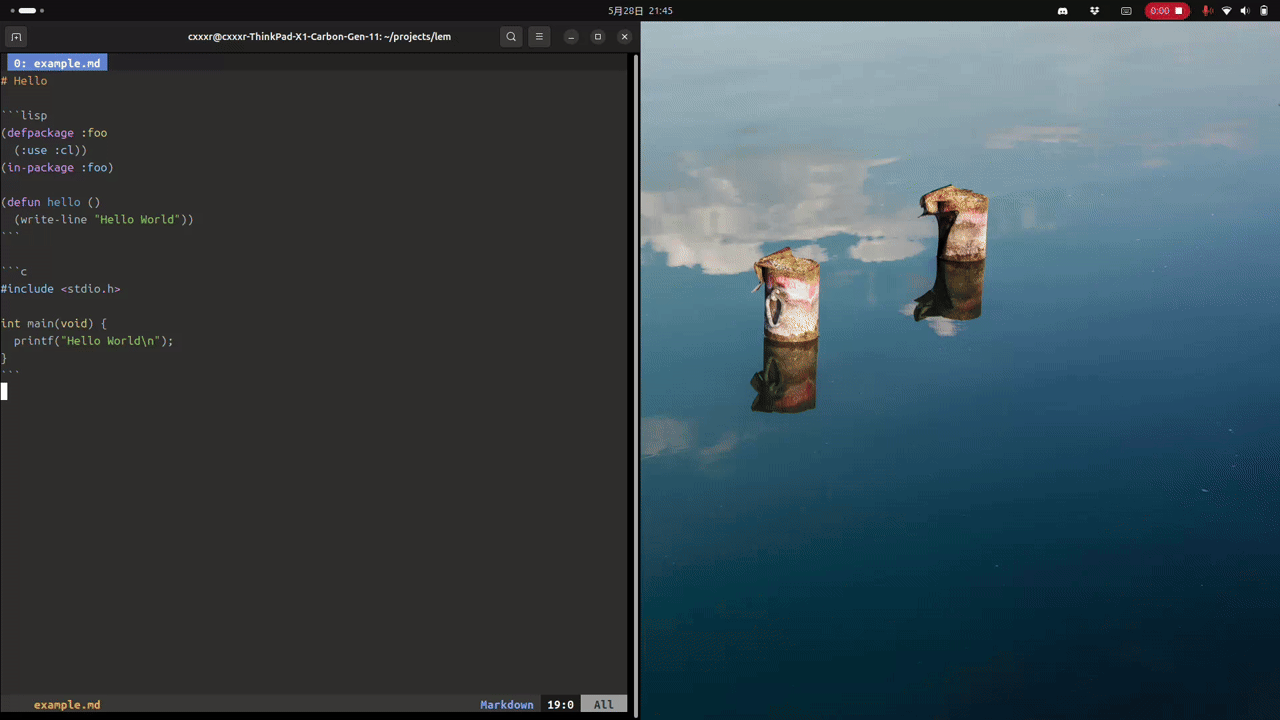 5月28日 21:45
0:00
cxxxr@cxxxr-ThinkPad-X1-Carbon-Gen-11: ~/projects/lem
0: example.md
# Hello
```lisp
(defpackage :foo
  (:use :cl))
(in-package :foo)
(defun hello ()
  (write-line "Hello World"))
```
```c
#include <stdio.h>
int main(void) {
  printf("Hello World\n");
}
```
example.md Markdown 19:0 All